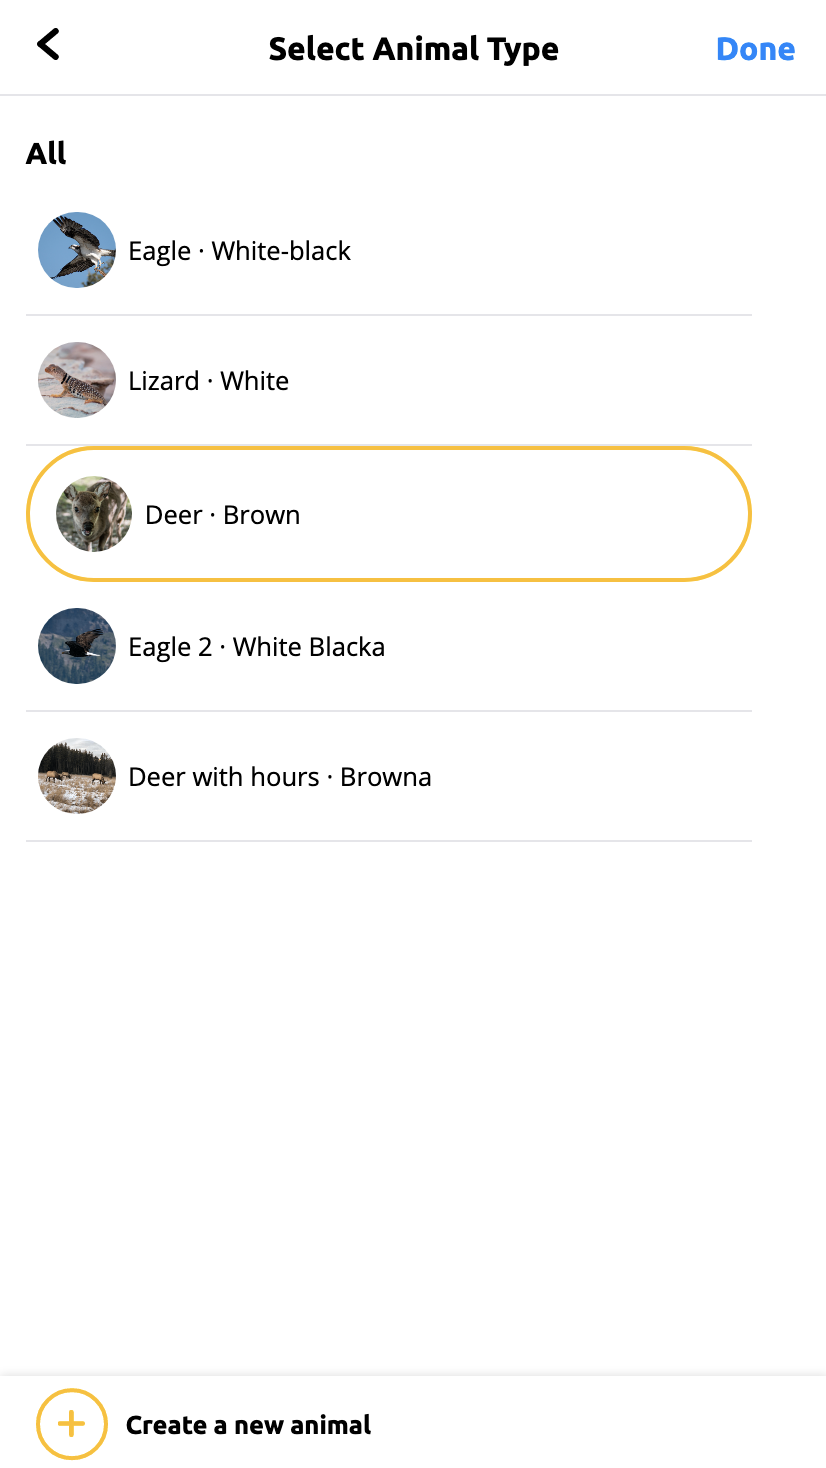 Select Animal Type
Done
All
Eagle · White-black
Lizard · White
Deer · Brown
Eagle 2 · White Blacka
Deer with hours · Browna
Create a new animal